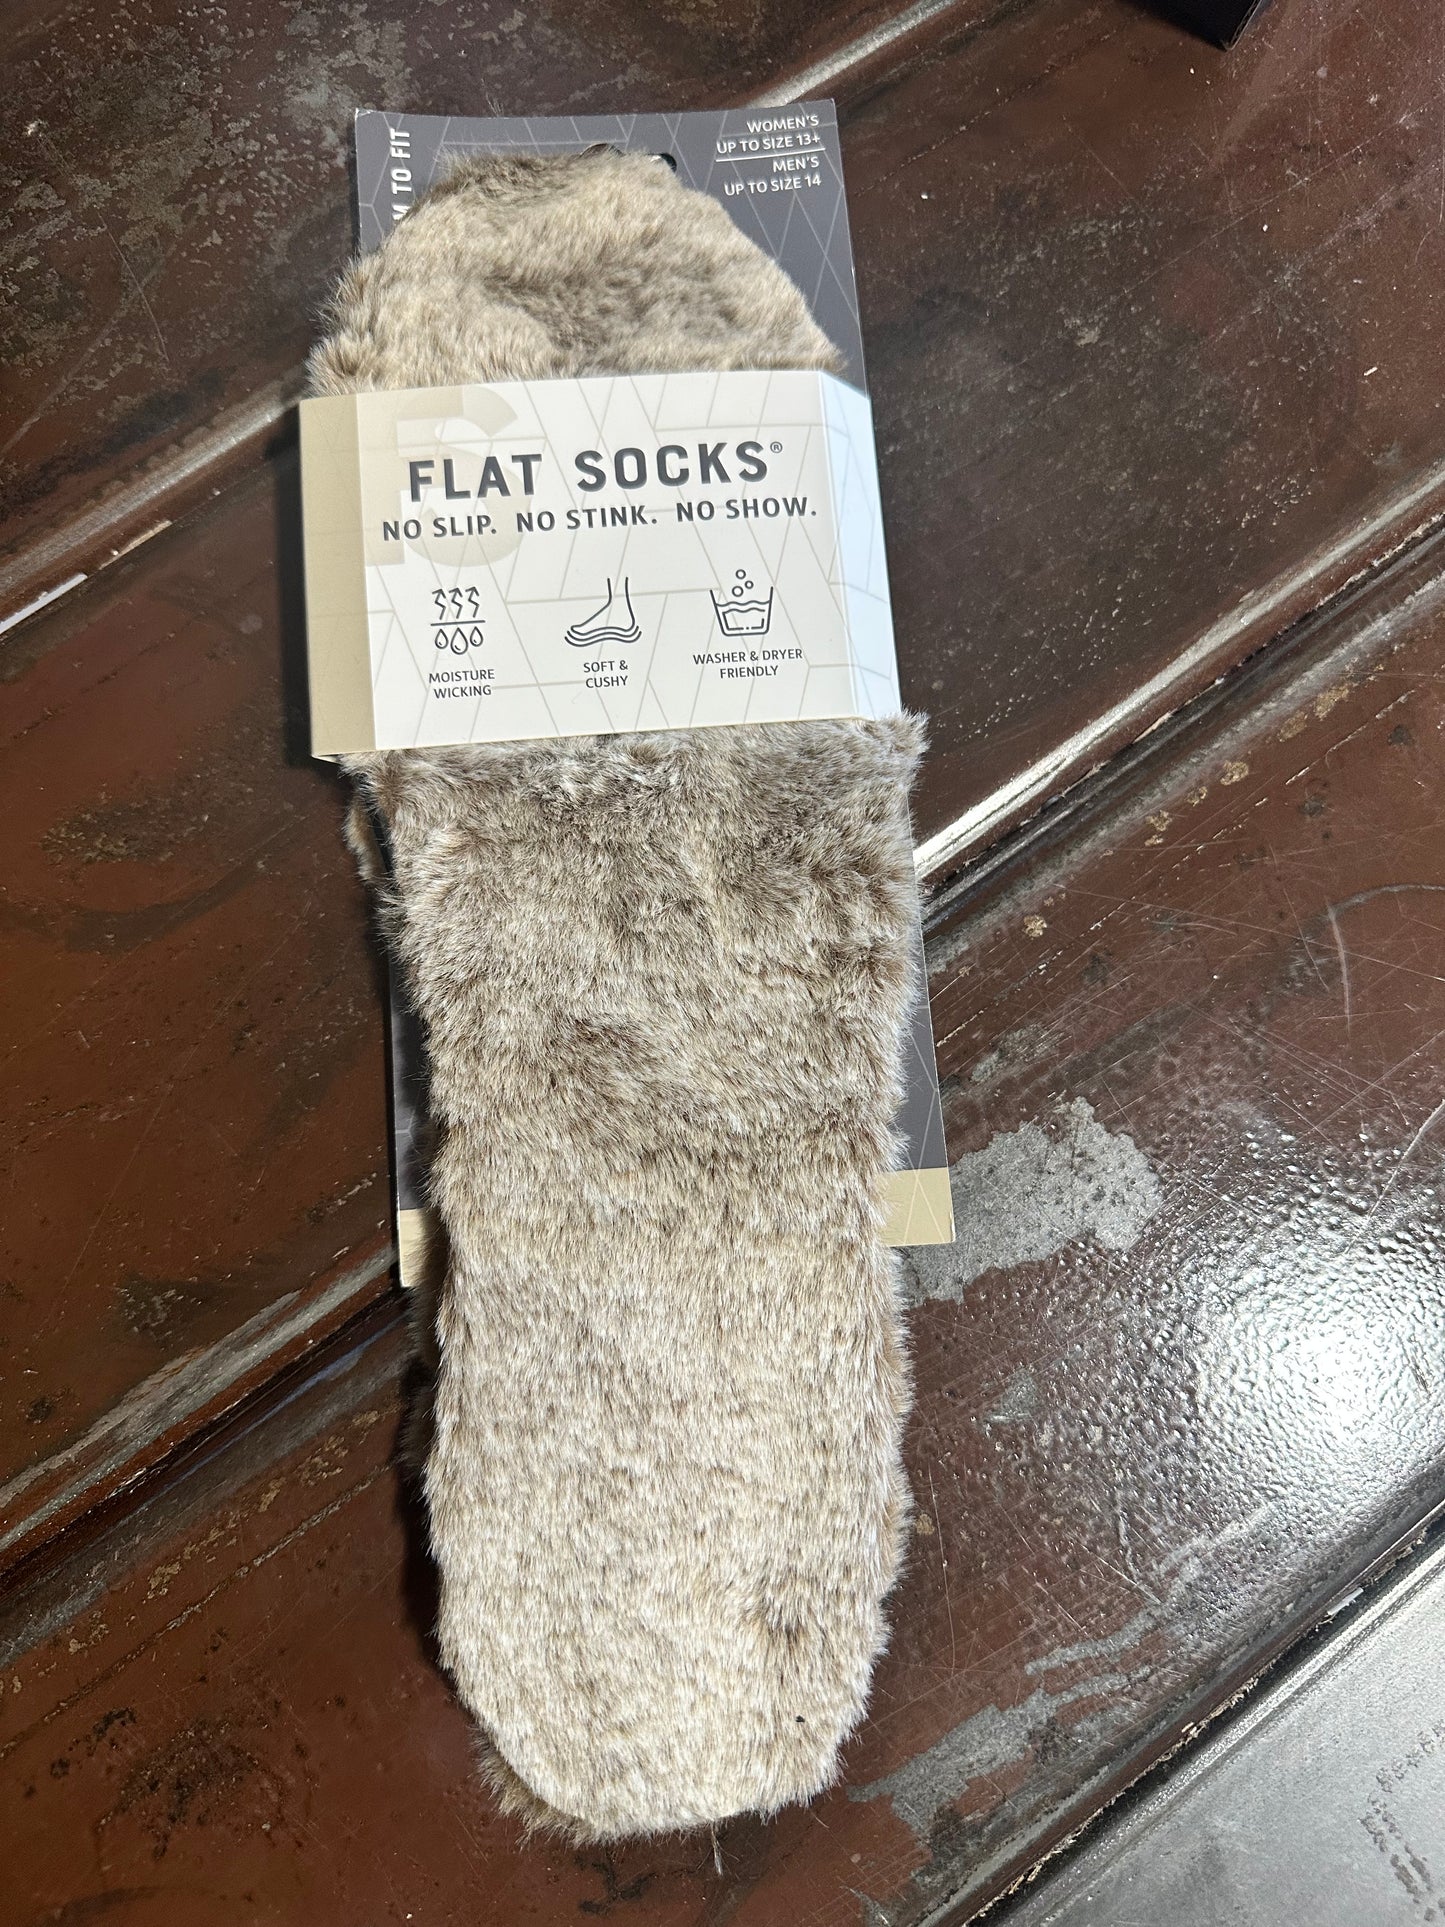 M TO FIT
WOMEN'S
UP TO SIZE 13+
MEN'S
UP TO SIZE 14
FLAT SOCKS®
NO SLIP. NO STINK. NO SHOW.
MOISTURE
WICKING
SOFT &
CUSHY
WASHER & DRYER
FRIENDLY